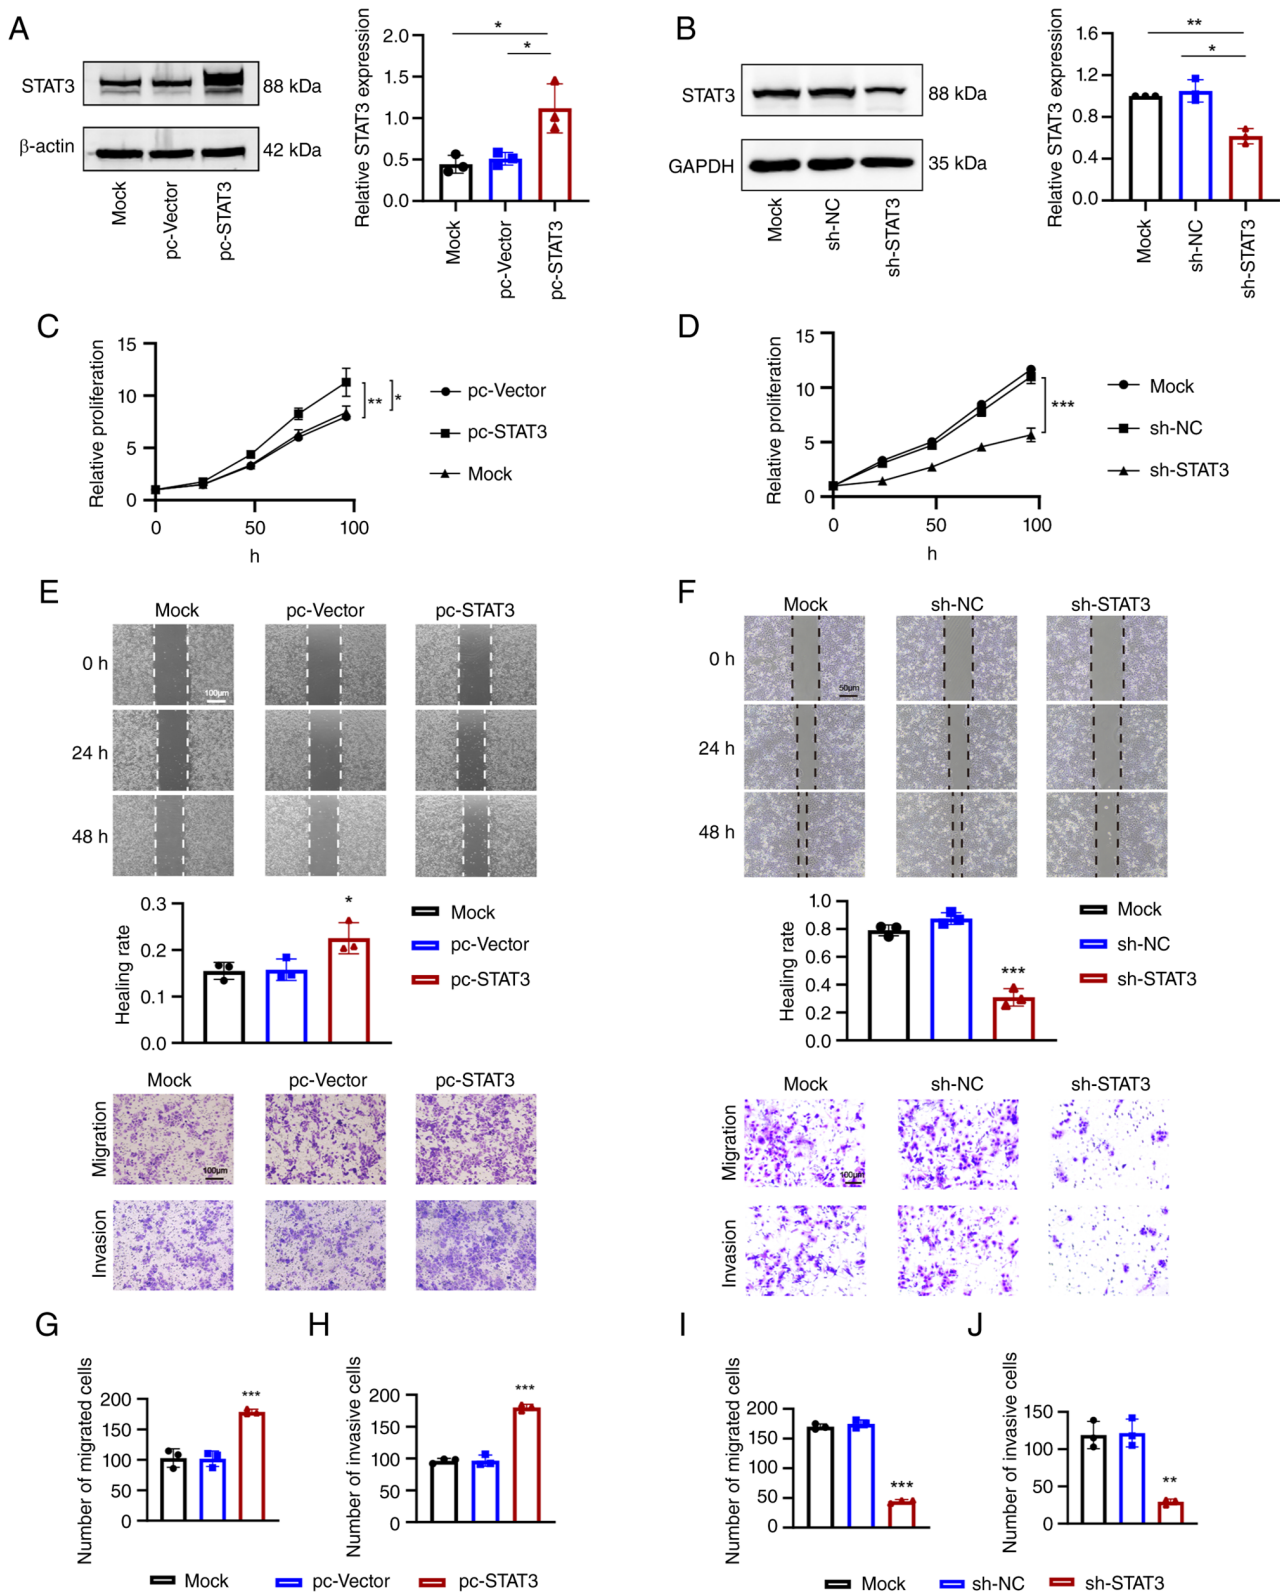 A
STAT3
88 kDa
β-actin
42 kDa
Mock
pc-Vector
pc-STAT3
Relative STAT3 expression
2.0
1.5
1.0
0.5
0.0
*
*
Mock
pc-Vector
pc-STAT3
B
STAT3
88 kDa
GAPDH
35 kDa
Mock
sh-NC
sh-STAT3
Relative STAT3 expression
1.6
1.2
0.8
0.4
0.0
**
*
Mock
sh-NC
sh-STAT3
C
Relative proliferation
15
10
5
0
0
50
100
h
**
*
pc-Vector
pc-STAT3
Mock
D
Relative proliferation
15
10
5
0
0
50
100
h
***
Mock
sh-NC
sh-STAT3
E
Mock
pc-Vector
pc-STAT3
0 h
100μm
24 h
48 h
Healing rate
0.3
0.2
0.1
0.0
*
Mock
pc-Vector
pc-STAT3
Mock
pc-Vector
pc-STAT3
Migration
100μm
Invasion
F
Mock
sh-NC
sh-STAT3
0 h
50μm
24 h
48 h
Healing rate
1.0
0.8
0.6
0.4
0.2
0.0
***
Mock
sh-NC
sh-STAT3
Mock
sh-NC
sh-STAT3
Migration
100μm
Invasion
G
Number of migrated cells
200
150
100
50
0
***
H
Number of invasive cells
200
150
100
50
0
***
Mock
pc-Vector
pc-STAT3
I
Number of migrated cells
200
150
100
50
0
***
J
Number of invasive cells
150
100
50
0
**
Mock
sh-NC
sh-STAT3